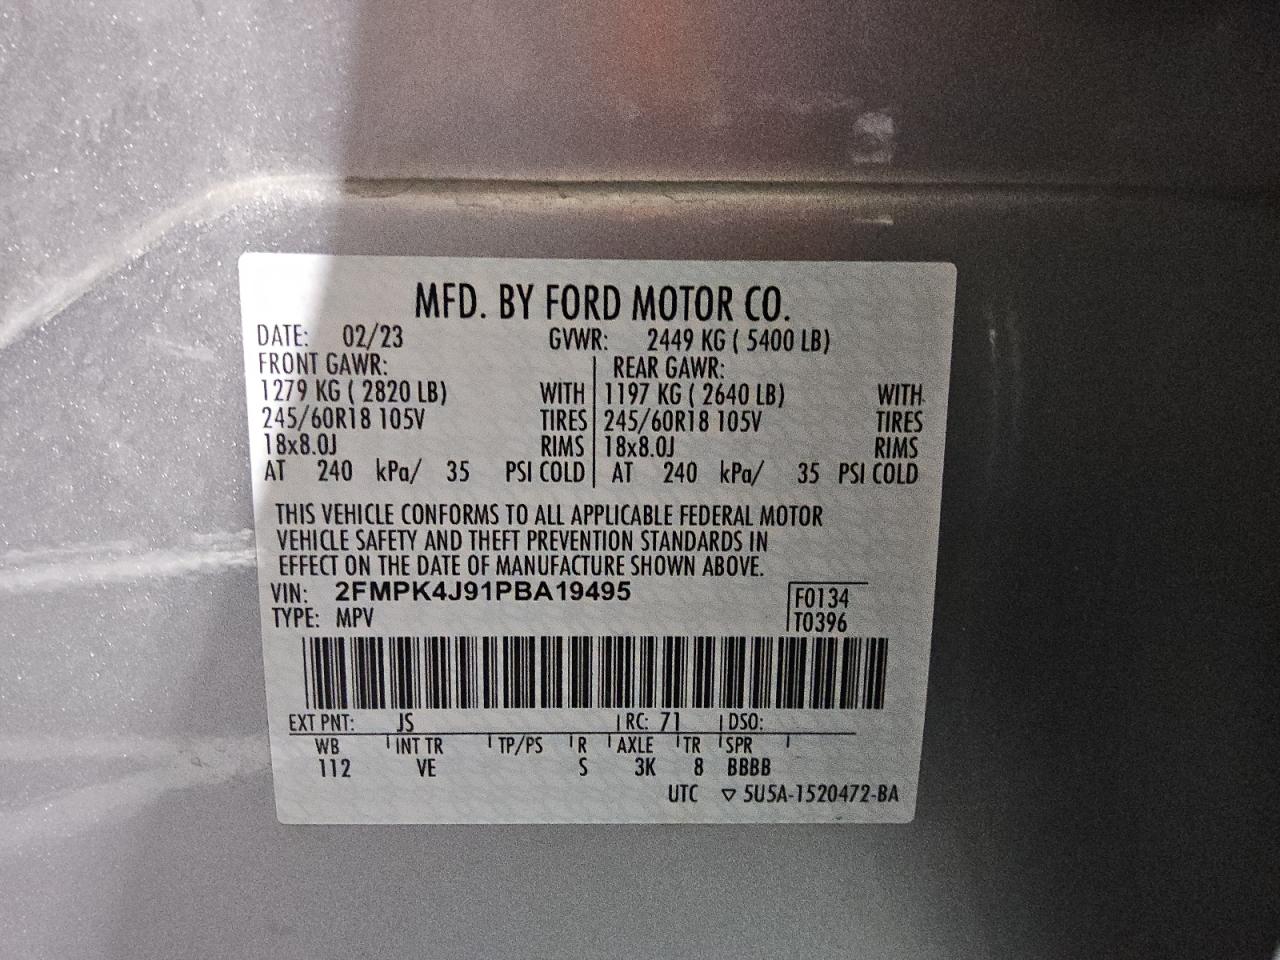 MFD. BY FORD MOTOR CO.
DATE: 02/23 GVWR: 2449 KG ( 5400 LB)
FRONT GAWR: REAR GAWR:
1279 KG ( 2820 LB) WITH 1197 KG ( 2640 LB) WITH
245/60R18 105V TIRES 245/60R18 105V TIRES
18x8.0J RIMS 18x8.0J RIMS
AT 240 kPa/ 35 PSI COLD AT 240 kPa/ 35 PSI COLD
THIS VEHICLE CONFORMS TO ALL APPLICABLE FEDERAL MOTOR
VEHICLE SAFETY AND THEFT PREVENTION STANDARDS IN
EFFECT ON THE DATE OF MANUFACTURE SHOWN ABOVE.
VIN: 2FMPK4J91PBA19495 F0134
TYPE: MPV T0396
EXT PNT: JS RC: 71 DSO:
WB INT TR TP/PS R AXLE TR SPR
112 VE S 3K 8 BBBB
UTC ▽ 5U5A-1520472-BA